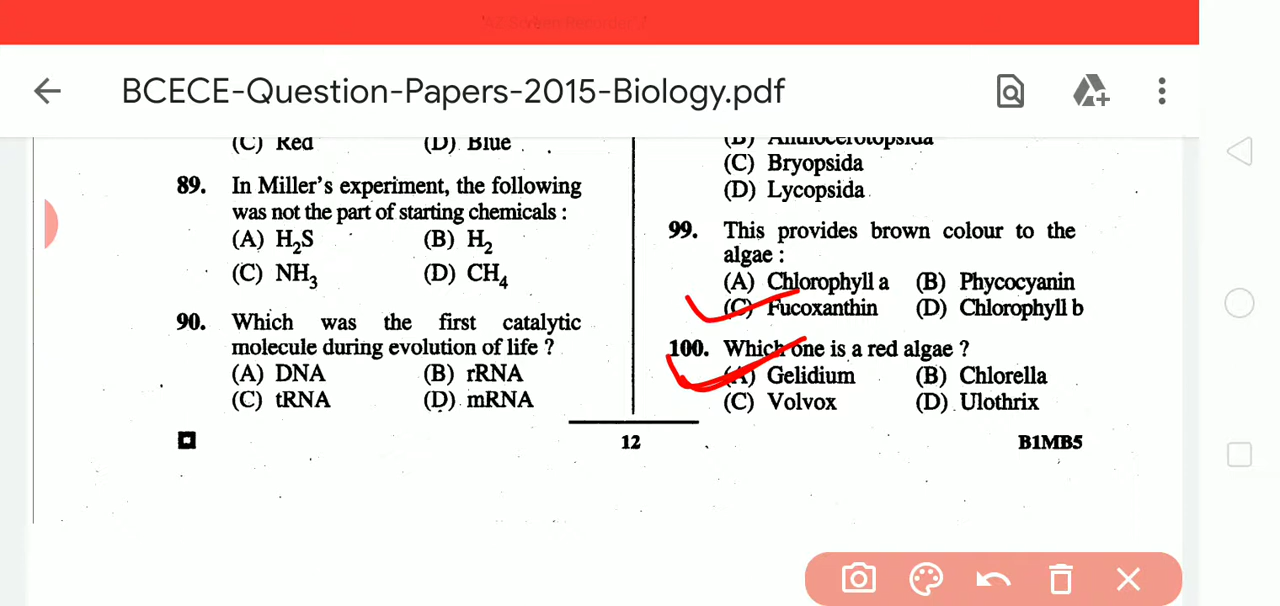 BCECE-Question-Papers-2015-Biology.pdf
(C) Red (D) Blue
89. In Miller's experiment, the following
was not the part of starting chemicals :
(A) H₂S (B) H₂
(C) NH₃ (D) CH₄
90. Which was the first catalytic
molecule during evolution of life ?
(A) DNA (B) rRNA
(C) tRNA (D) mRNA
(B) Anthocerotopsida
(C) Bryopsida
(D) Lycopsida
99. This provides brown colour to the
algae :
(A) Chlorophyll a (B) Phycocyanin
(C) Fucoxanthin (D) Chlorophyll b
100. Which one is a red algae ?
(A) Gelidium (B) Chlorella
(C) Volvox (D) Ulothrix
12
B1MB5